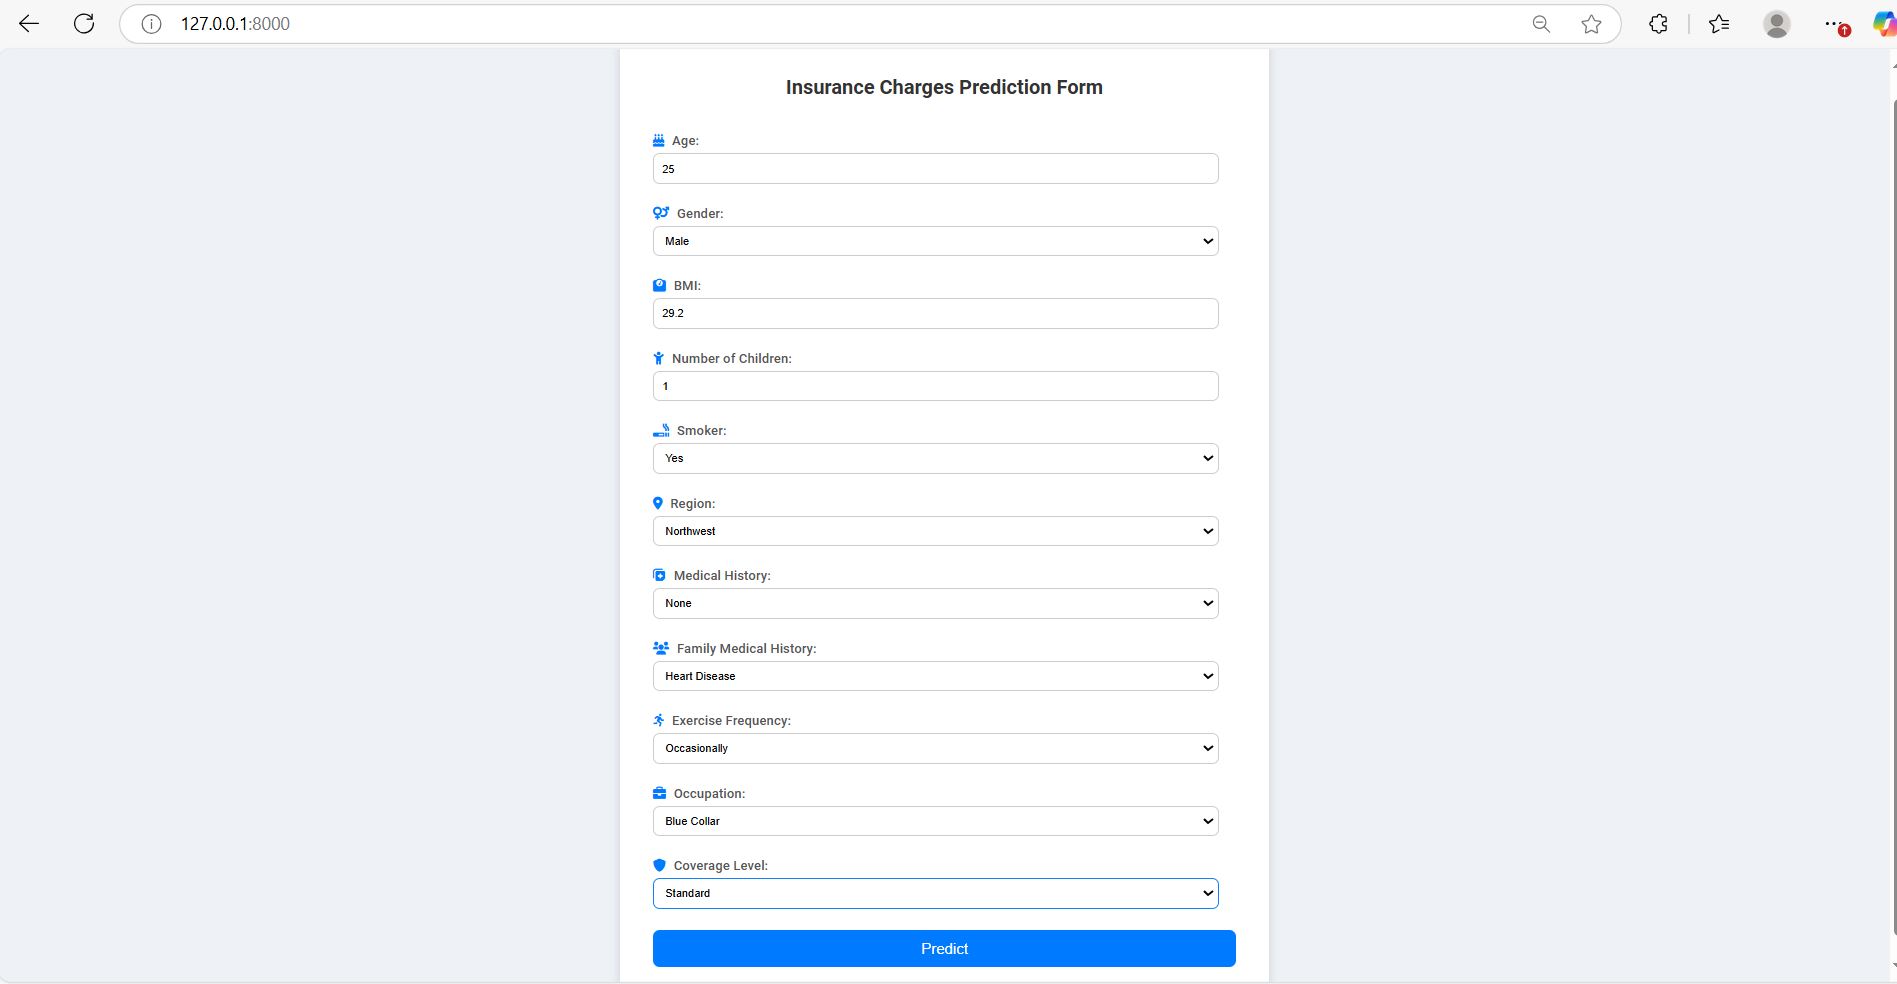 127.0.0.1:8000
Insurance Charges Prediction Form
Age:
25
Gender:
Male
BMI:
29.2
Number of Children:
1
Smoker:
Yes
Region:
Northwest
Medical History:
None
Family Medical History:
Heart Disease
Exercise Frequency:
Occasionally
Occupation:
Blue Collar
Coverage Level:
Standard
Predict